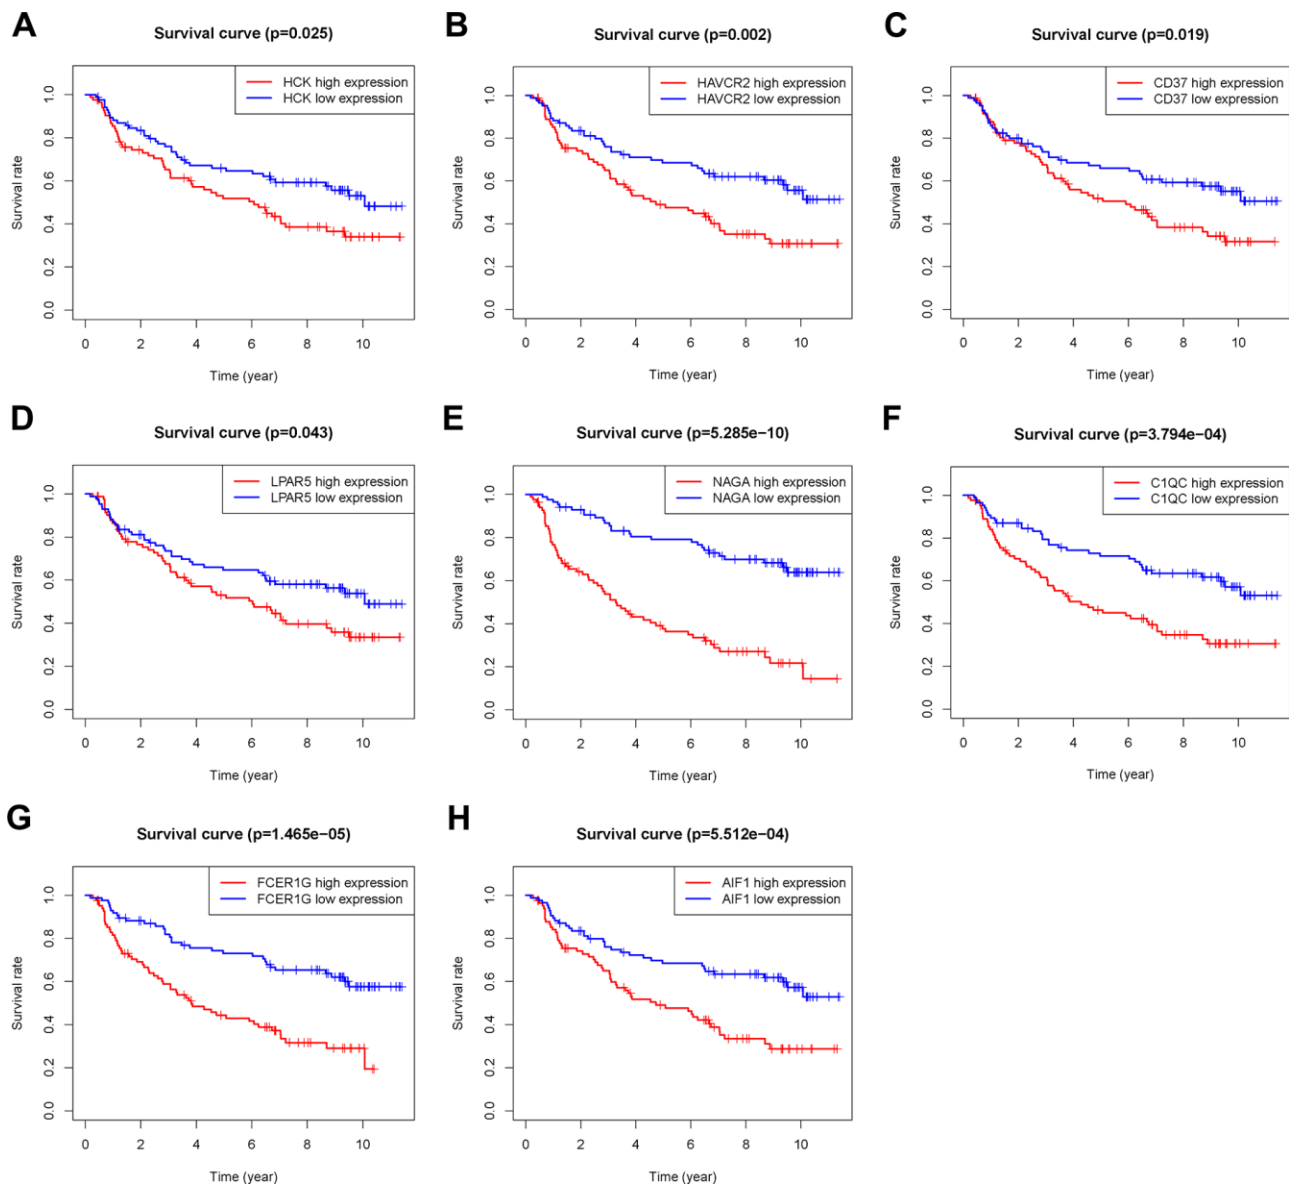 A
Survival curve (p=0.025)
HCK high expression
HCK low expression
Survival rate
0.0 0.2 0.4 0.6 0.8 1.0
0 2 4 6 8 10
Time (year)
B
Survival curve (p=0.002)
HAVCR2 high expression
HAVCR2 low expression
Survival rate
0.0 0.2 0.4 0.6 0.8 1.0
0 2 4 6 8 10
Time (year)
C
Survival curve (p=0.019)
CD37 high expression
CD37 low expression
Survival rate
0.0 0.2 0.4 0.6 0.8 1.0
0 2 4 6 8 10
Time (year)
D
Survival curve (p=0.043)
LPAR5 high expression
LPAR5 low expression
Survival rate
0.0 0.2 0.4 0.6 0.8 1.0
0 2 4 6 8 10
Time (year)
E
Survival curve (p=5.285e−10)
NAGA high expression
NAGA low expression
Survival rate
0.0 0.2 0.4 0.6 0.8 1.0
0 2 4 6 8 10
Time (year)
F
Survival curve (p=3.794e−04)
C1QC high expression
C1QC low expression
Survival rate
0.0 0.2 0.4 0.6 0.8 1.0
0 2 4 6 8 10
Time (year)
G
Survival curve (p=1.465e−05)
FCER1G high expression
FCER1G low expression
Survival rate
0.0 0.2 0.4 0.6 0.8 1.0
0 2 4 6 8 10
Time (year)
H
Survival curve (p=5.512e−04)
AIF1 high expression
AIF1 low expression
Survival rate
0.0 0.2 0.4 0.6 0.8 1.0
0 2 4 6 8 10
Time (year)